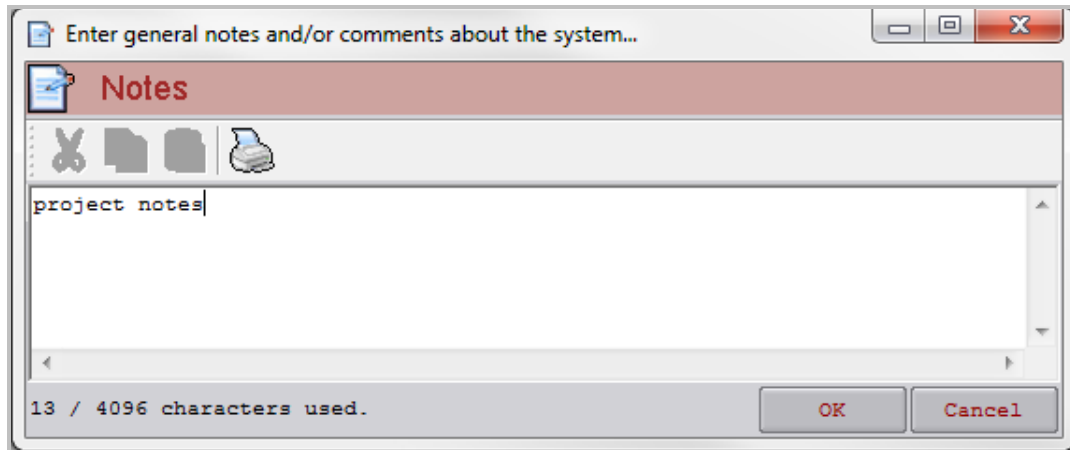 Enter general notes and/or comments about the system...
Notes
project notes
13 / 4096 characters used.
OK
Cancel